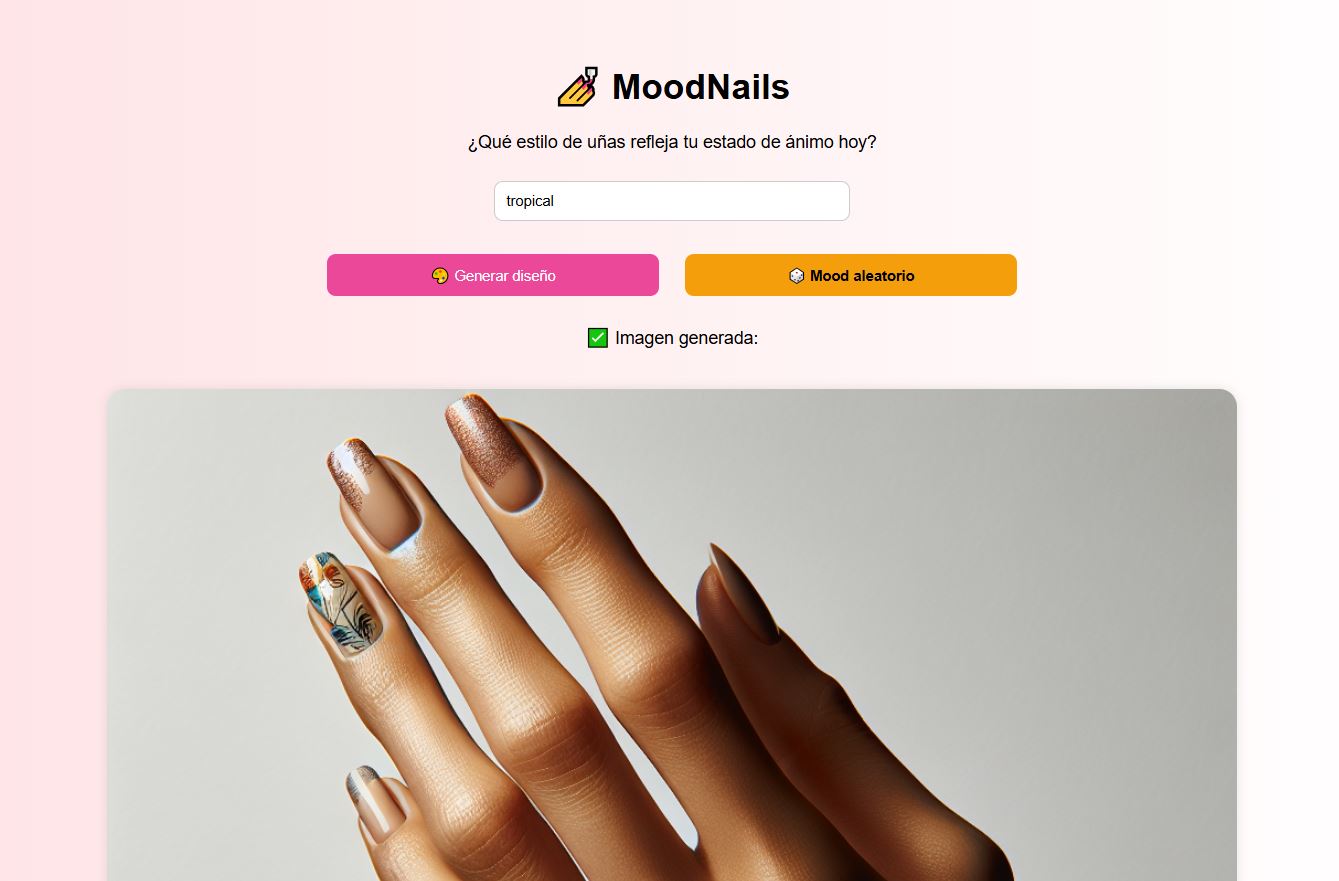 MoodNails
¿Qué estilo de uñas refleja tu estado de ánimo hoy?
tropical
Generar diseño
Mood aleatorio
Imagen generada: